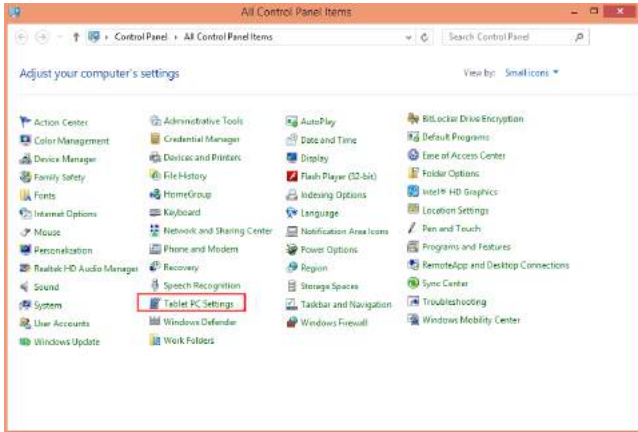 All Control Panel Items
Control Panel All Control Panel Items
Search Control Panel
Adjust your computer's settings
View by: Small icons
Action Center Administrative Tools AutoPlay BitLocker Drive Encryption
Color Management Credential Manager Date and Time Default Programs
Device Manager Devices and Printers Display Ease of Access Center
Family Safety File History Flash Player (32-bit) Folder Options
Fonts HomeGroup Indexing Options Intel® HD Graphics
Internet Options Keyboard Language Location Settings
Mouse Network and Sharing Center Notification Area Icons Pen and Touch
Personalization Phone and Modem Power Options Programs and Features
Realtek HD Audio Manager Recovery Region RemoteApp and Desktop Connections
Sound Speech Recognition Storage Spaces Sync Center
System Tablet PC Settings Taskbar and Navigation Troubleshooting
User Accounts Windows Defender Windows Firewall Windows Mobility Center
Windows Update Work Folders